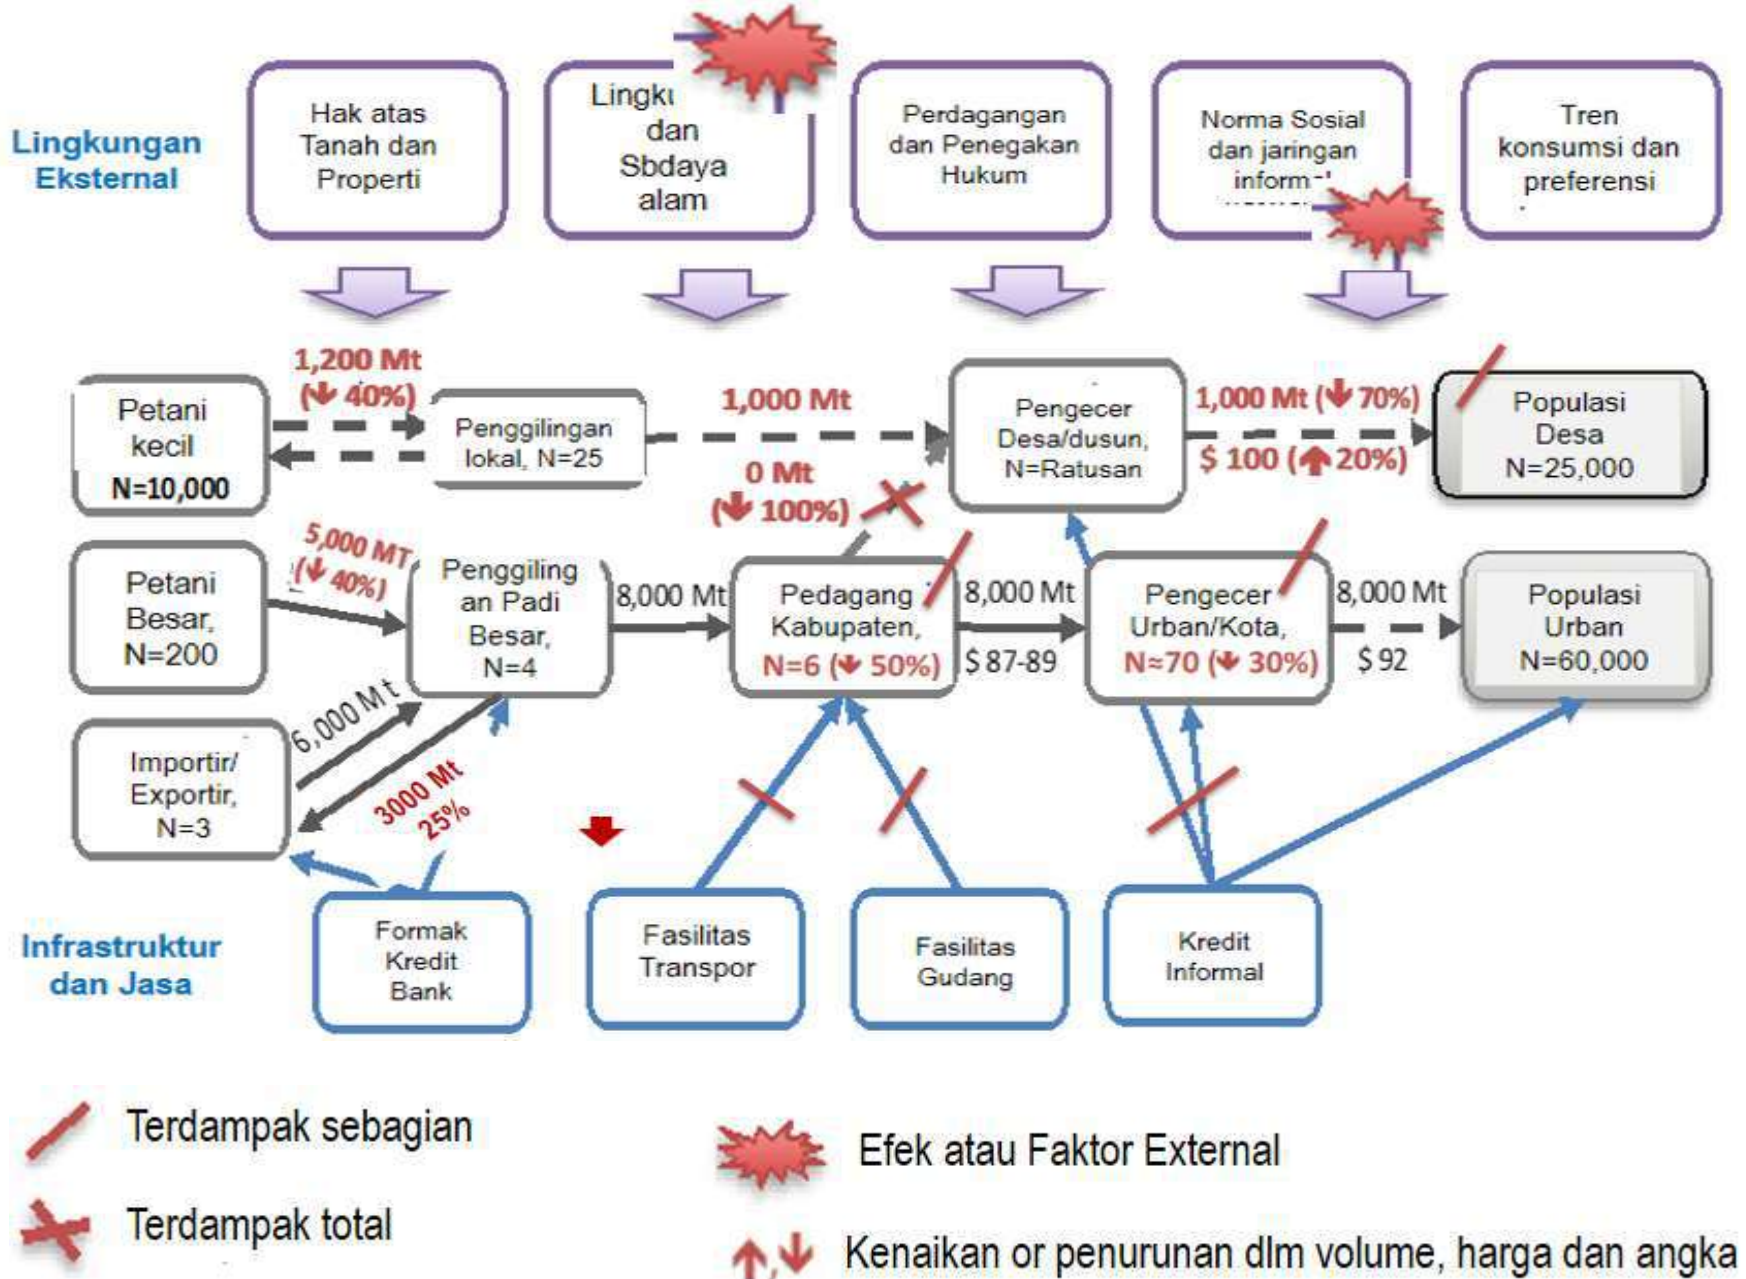 Lingkungan
Eksternal
Hak atas
Tanah dan
Properti
dan
Sbdaya
alam
Perdagangan
dan Penegakan
Hukum
Norma Sosial
dan jaringan
Tren
konsumsi dan
preferensi
1,200 Mt
(↓ 40%)
Petani
kecil
N=10,000
Penggilingan
lokal, N=25
1,000 Mt
0 Mt
(↓ 100%)
Pengecer
Desa/dusun,
N=Ratusan
1,000 Mt (↓ 70%)
$ 100 (↑ 20%)
Populasi
Desa
N=25,000
Petani
Besar,
N=200
5,000 MT
(↓ 40%)
Penggiling
an Padi
Besar,
N=4
8,000 Mt
Pedagang
Kabupaten,
N=6 (↓ 50%)
8,000 Mt
$ 87-89
Pengecer
Urban/Kota,
N≈70 (↓ 30%)
8,000 Mt
$ 92
Populasi
Urban
N=60,000
Importir/
Exportir,
N=3
6,000 M t
3000 Mt
25%
Infrastruktur
dan Jasa
Formak
Kredit
Bank
Fasilitas
Transpor
Fasilitas
Gudang
Kredit
Informal
Terdampak sebagian
Terdampak total
Efek atau Faktor External
↑,↓ Kenaikan or penurunan dlm volume, harga dan angka